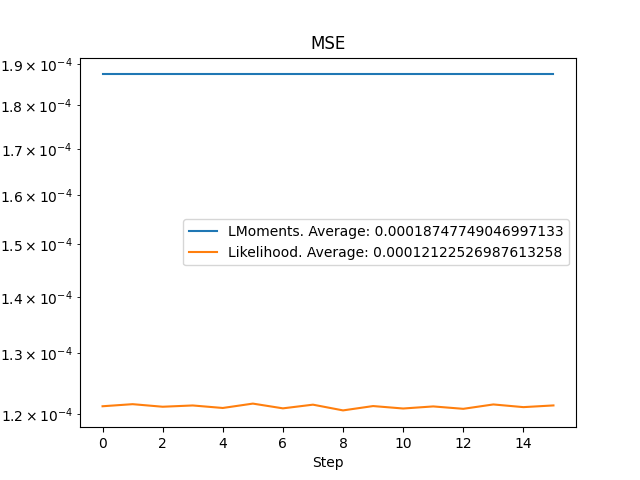 MSE
1.9 × 10⁻⁴
1.8 × 10⁻⁴
1.7 × 10⁻⁴
1.6 × 10⁻⁴
1.5 × 10⁻⁴
1.4 × 10⁻⁴
1.3 × 10⁻⁴
1.2 × 10⁻⁴
LMoments. Average: 0.00018747749046997133
Likelihood. Average: 0.00012122526987613258
0 2 4 6 8 10 12 14
Step